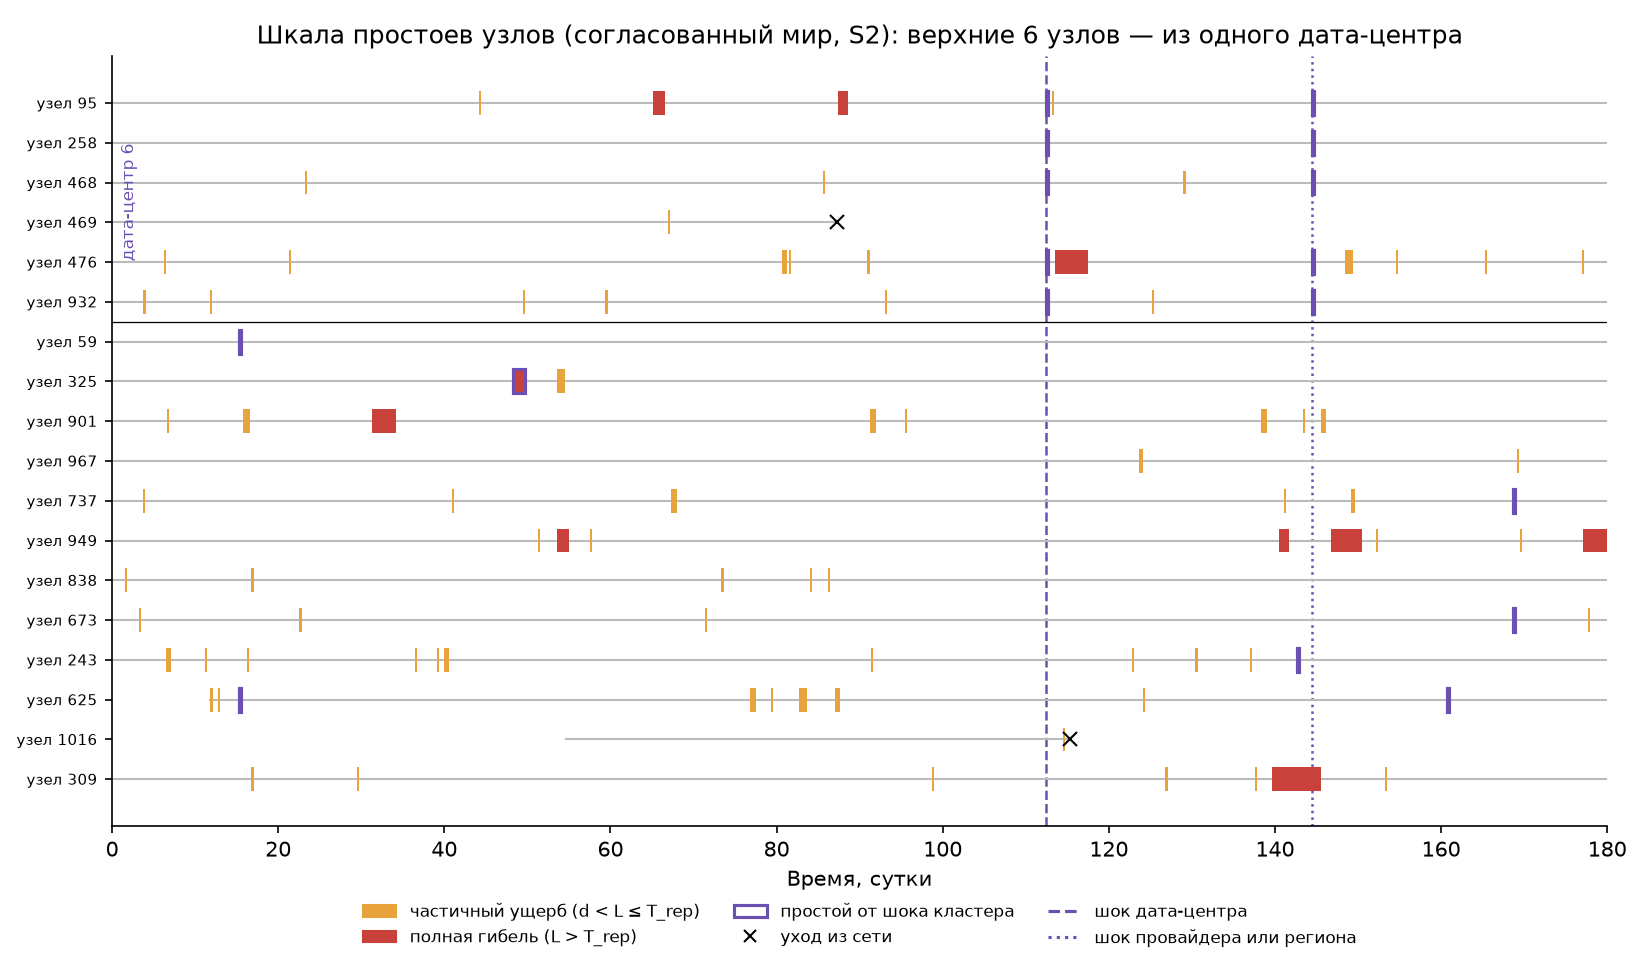 Шкала простоев узлов (согласованный мир, S2): верхние 6 узлов — из одного дата-центра
узел 95
узел 258
узел 468
узел 469
узел 476
узел 932
дата-центр 6
узел 59
узел 325
узел 901
узел 967
узел 737
узел 949
узел 838
узел 673
узел 243
узел 625
узел 1016
узел 309
0 20 40 60 80 100 120 140 160 180
Время, сутки
частичный ущерб (d < L ≤ T_rep)
полная гибель (L > T_rep)
простой от шока кластера
уход из сети
шок дата-центра
шок провайдера или региона